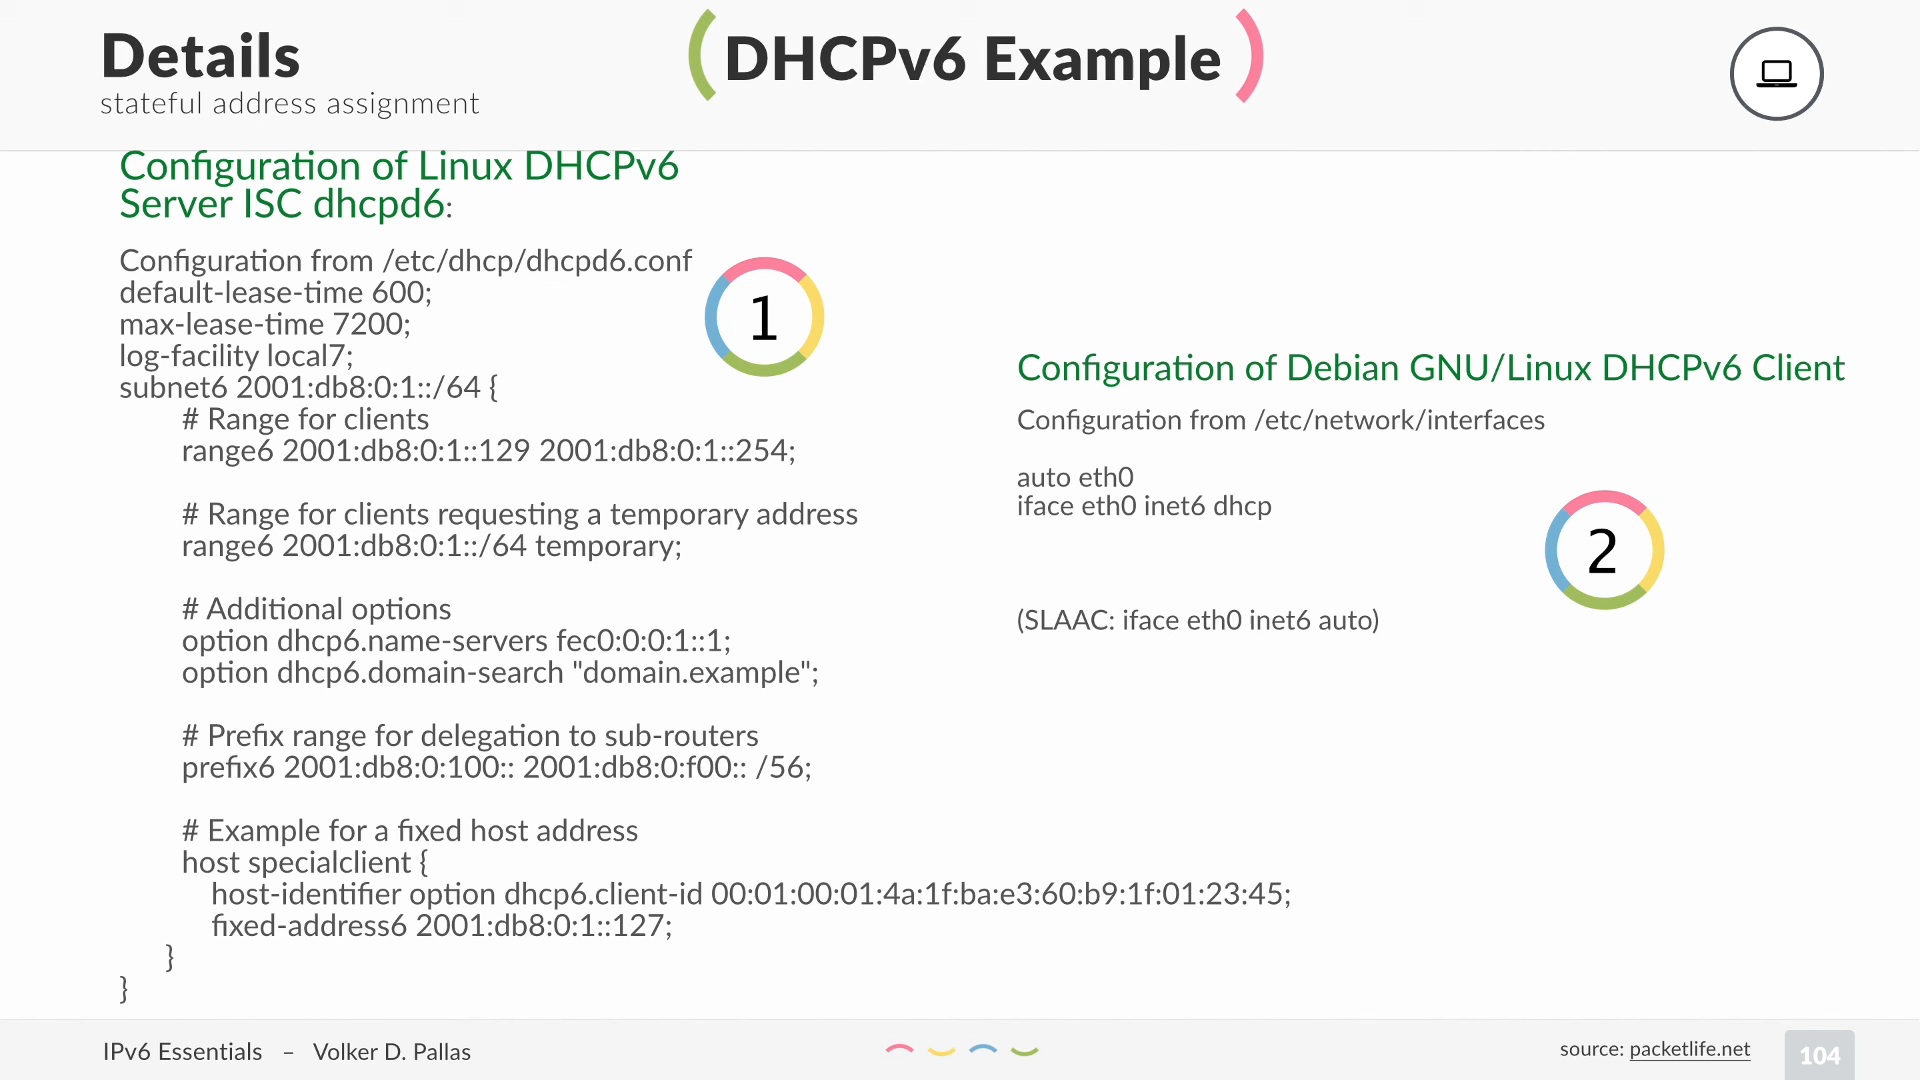 Details
stateful address assignment
DHCPv6 Example
Configuration of Linux DHCPv6
Server ISC dhcpd6:
Configuration from /etc/dhcp/dhcpd6.conf
default-lease-time 600;
max-lease-time 7200;
log-facility local7;
subnet6 2001:db8:0:1::/64 {
# Range for clients
range6 2001:db8:0:1::129 2001:db8:0:1::254;
# Range for clients requesting a temporary address
range6 2001:db8:0:1::/64 temporary;
# Additional options
option dhcp6.name-servers fec0:0:0:1::1;
option dhcp6.domain-search "domain.example";
# Prefix range for delegation to sub-routers
prefix6 2001:db8:0:100:: 2001:db8:0:f00:: /56;
# Example for a fixed host address
host specialclient {
host-identifier option dhcp6.client-id 00:01:00:01:4a:1f:ba:e3:60:b9:1f:01:23:45;
fixed-address6 2001:db8:0:1::127;
}
}
1
Configuration of Debian GNU/Linux DHCPv6 Client
Configuration from /etc/network/interfaces
auto eth0
iface eth0 inet6 dhcp
2
(SLAAC: iface eth0 inet6 auto)
IPv6 Essentials – Volker D. Pallas
source: packetlife.net
104